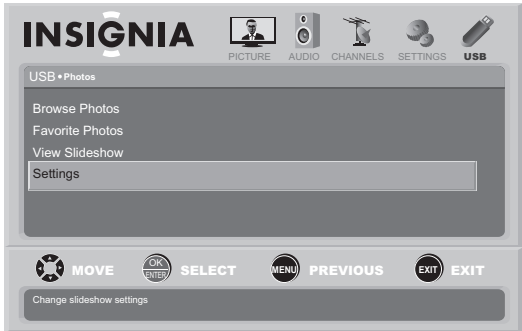 INSIGNIA
PICTURE AUDIO CHANNELS SETTINGS USB
USB•Photos
Browse Photos
Favorite Photos
View Slideshow
Settings
MOVE OK ENTER SELECT MENU PREVIOUS EXIT EXIT
Change slideshow settings